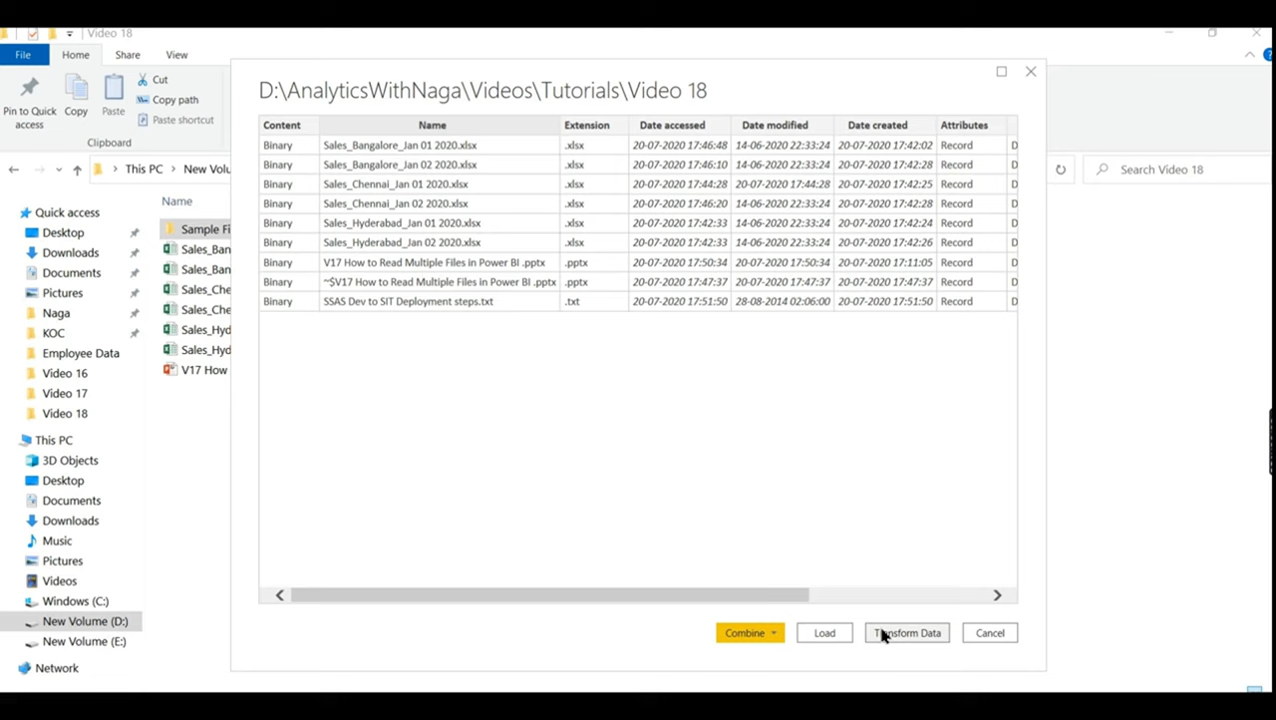 Video 18
File Home Share View
Pin to Quick access
Copy
Paste
Cut
Copy path
Paste shortcut
Clipboard
This PC > New Volu
Search Video 18
Quick access
Desktop
Downloads
Documents
Pictures
Naga
KOC
Employee Data
Video 16
Video 17
Video 18
This PC
3D Objects
Desktop
Documents
Downloads
Music
Pictures
Videos
Windows (C:)
New Volume (D:)
New Volume (E:)
Network
Name
Sample Fi
Sales_Ban
Sales_Ban
Sales_Che
Sales_Che
Sales_Hyd
Sales_Hyd
V17 How
D:\AnalyticsWithNaga\Videos\Tutorials\Video 18
Content Name Extension Date accessed Date modified Date created Attributes
Binary Sales_Bangalore_Jan 01 2020.xlsx .xlsx 20-07-2020 17:46:48 14-06-2020 22:33:24 20-07-2020 17:42:02 Record D
Binary Sales_Bangalore_Jan 02 2020.xlsx .xlsx 20-07-2020 17:46:10 14-06-2020 22:33:24 20-07-2020 17:42:28 Record D
Binary Sales_Chennai_Jan 01 2020.xlsx .xlsx 20-07-2020 17:44:28 20-07-2020 17:44:28 20-07-2020 17:42:25 Record D
Binary Sales_Chennai_Jan 02 2020.xlsx .xlsx 20-07-2020 17:46:20 14-06-2020 22:33:24 20-07-2020 17:42:28 Record D
Binary Sales_Hyderabad_Jan 01 2020.xlsx .xlsx 20-07-2020 17:42:33 14-06-2020 22:33:24 20-07-2020 17:42:24 Record D
Binary Sales_Hyderabad_Jan 02 2020.xlsx .xlsx 20-07-2020 17:42:33 14-06-2020 22:33:24 20-07-2020 17:42:26 Record D
Binary V17 How to Read Multiple Files in Power BI .pptx .pptx 20-07-2020 17:50:34 20-07-2020 17:50:34 20-07-2020 17:11:05 Record D
Binary ~$V17 How to Read Multiple Files in Power BI .pptx .pptx 20-07-2020 17:47:37 20-07-2020 17:47:37 20-07-2020 17:47:37 Record D
Binary SSAS Dev to SIT Deployment steps.txt .txt 20-07-2020 17:51:50 28-08-2014 02:06:00 20-07-2020 17:51:50 Record D
Combine Load Transform Data Cancel